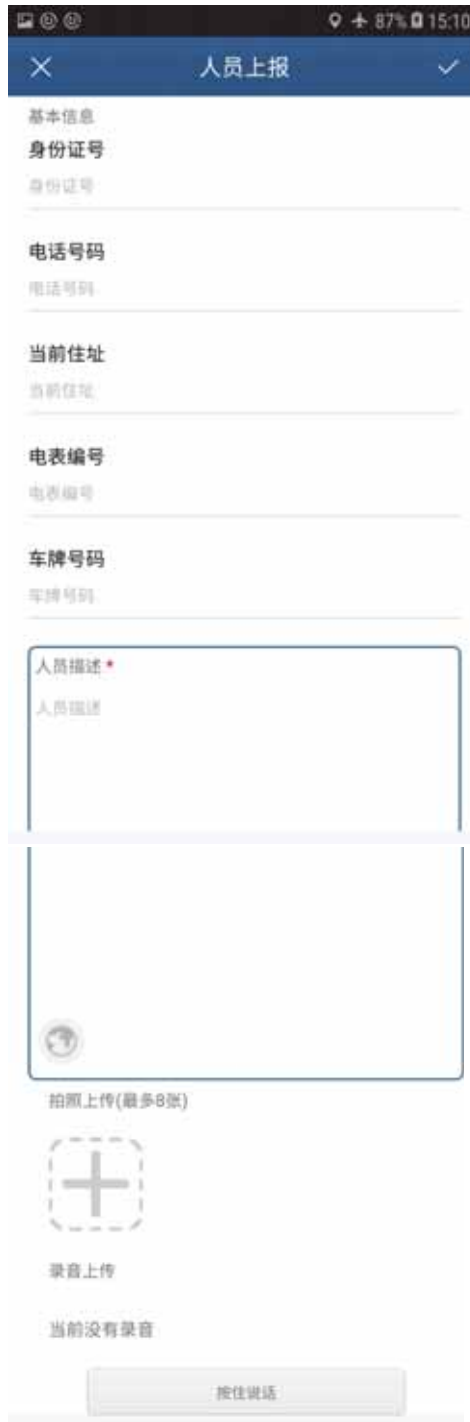 87% 15:10
人员上报
基本信息
身份证号
身份证号
电话号码
电话号码
当前住址
当前住址
电表编号
电表编号
车牌号码
车牌号码
人员描述 *
人员描述
拍照上传(最多8张)
录音上传
当前没有录音
按住说话